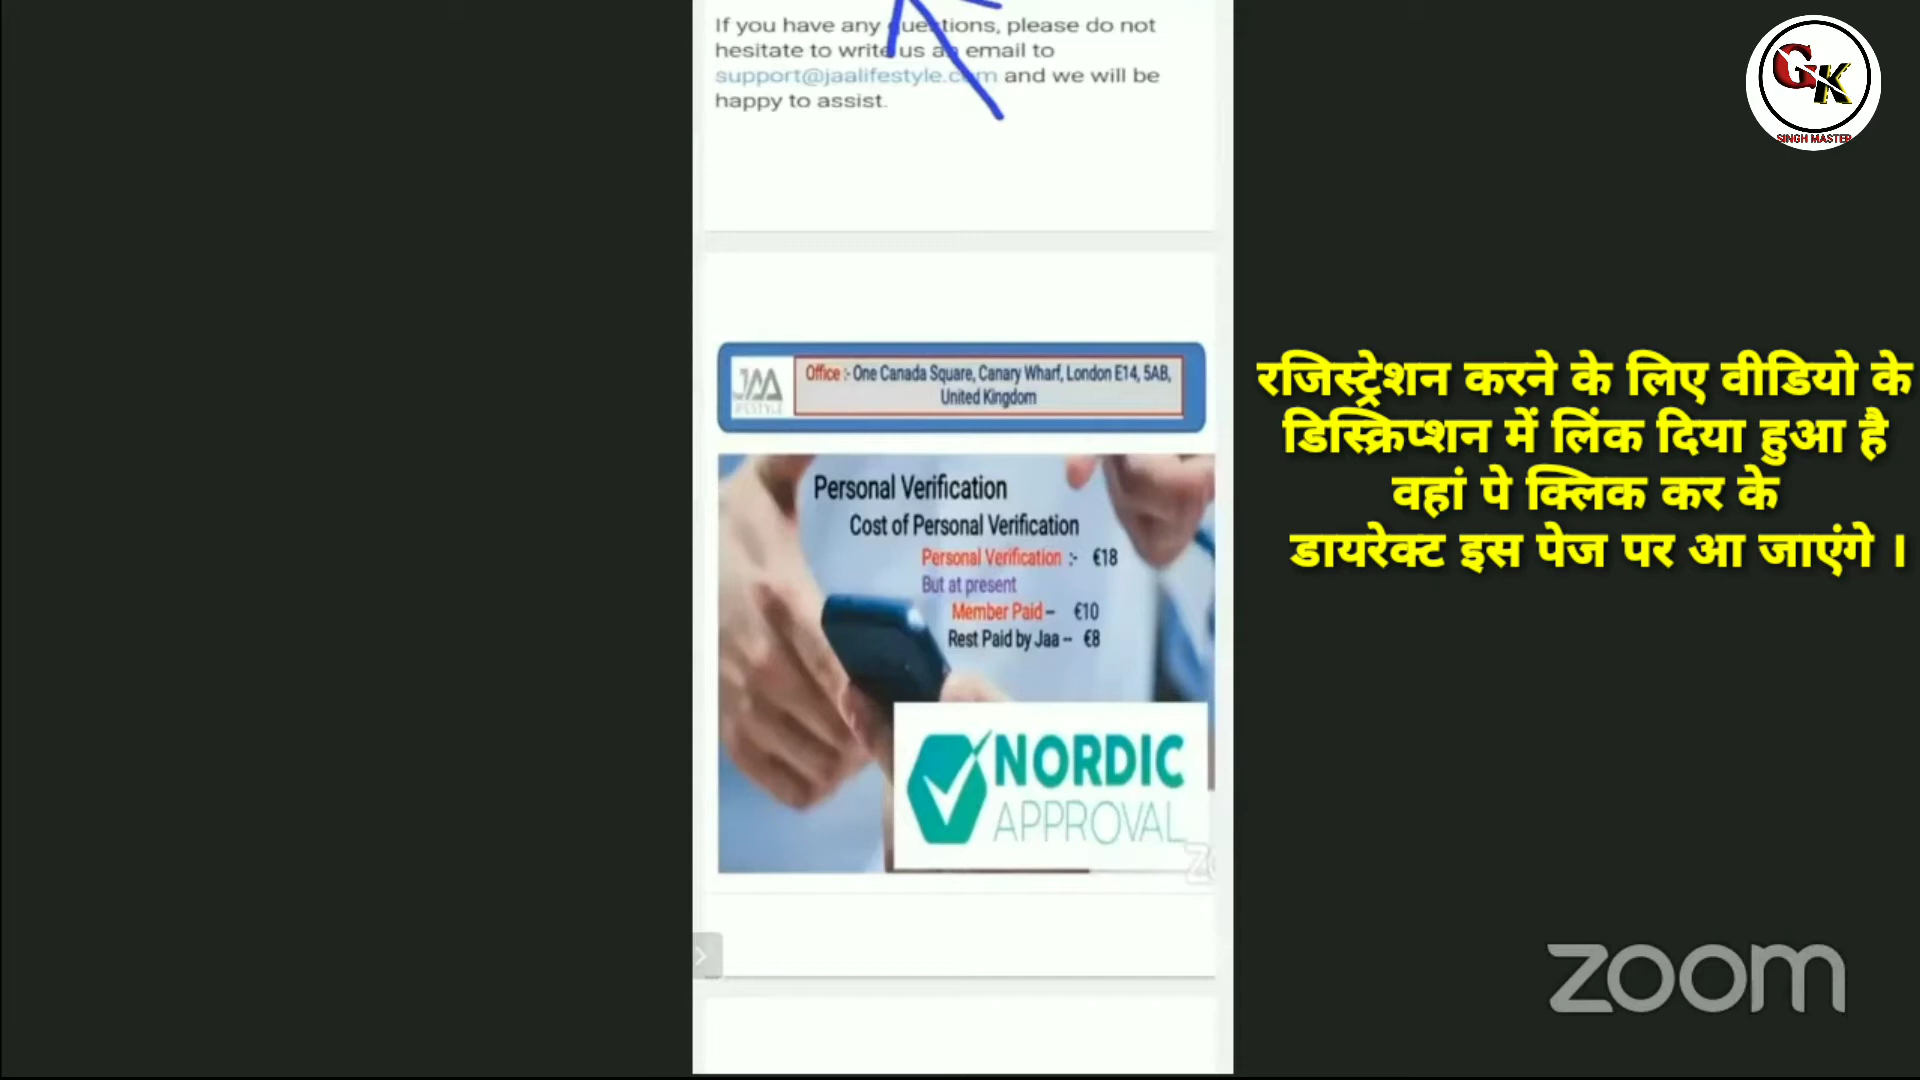 If you have any questions, please do not
hesitate to write us an email to
support@jaalifestyle.com and we will be
happy to assist.
GK
SINGH MASTER
JAA
LIFESTYLE
Office :- One Canada Square, Canary Wharf, London E14, 5AB,
United Kingdom
रजिस्ट्रेशन करने के लिए वीडियो के
डिस्क्रिप्शन में लिंक दिया हुआ है
वहां पे क्लिक कर के
डायरेक्ट इस पेज पर आ जाएंगे ।
Personal Verification
Cost of Personal Verification
Personal Verification :- €18
But at present
Member Paid – €10
Rest Paid by Jaa – €8
NORDIC
APPROVAL
zoom